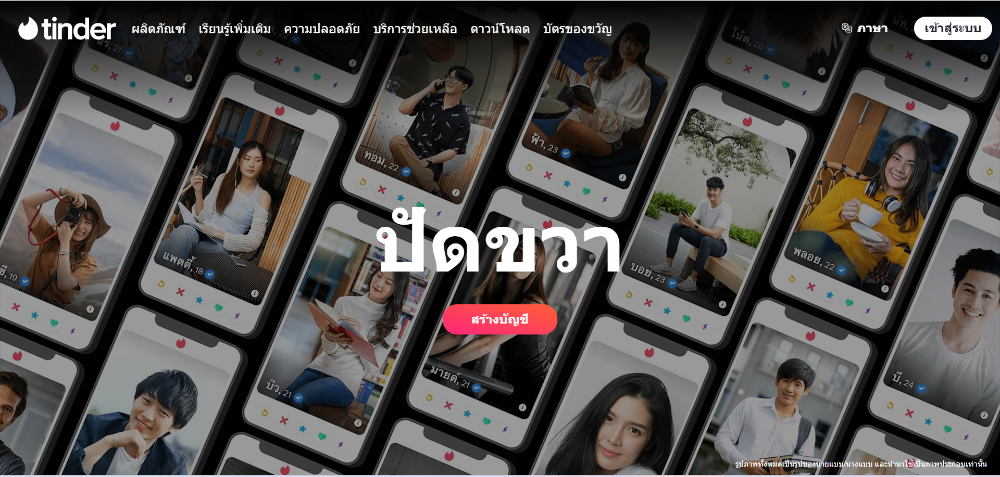 tinder ผลิตภัณฑ์ เรียนรู้เพิ่มเติม ความปลอดภัย บริการช่วยเหลือ ดาวน์โหลด บัตรของขวัญ ภาษา เข้าสู่ระบบ
21
22
โน้ต, 26
นัท,
ทอม, 22
ฟ้า, 23
19
แพตตี้, 18
บอย, 23
พลอย, 22
ปัดขวา
สร้างบัญชี
บิว, 21
มายด์, 21
บี, 24
รูปภาพทั้งหมดเป็นรูปของนายแบบ/นางแบบ และนำมาใช้เป็นภาพประกอบเท่านั้น